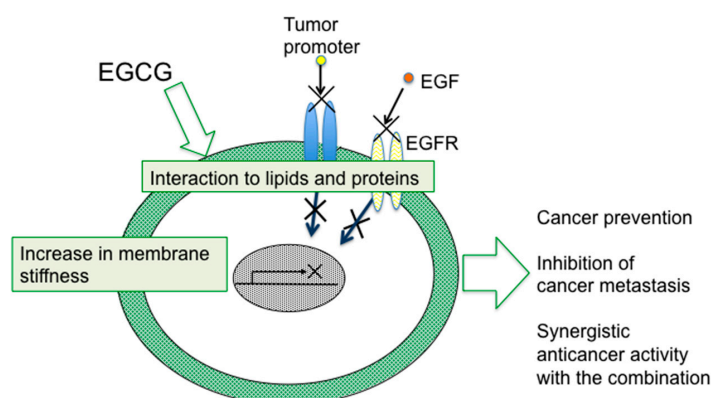 Tumor
promoter
EGCG
EGF
EGFR
Interaction to lipids and proteins
Increase in membrane
stiffness
Cancer prevention
Inhibition of
cancer metastasis
Synergistic
anticancer activity
with the combination